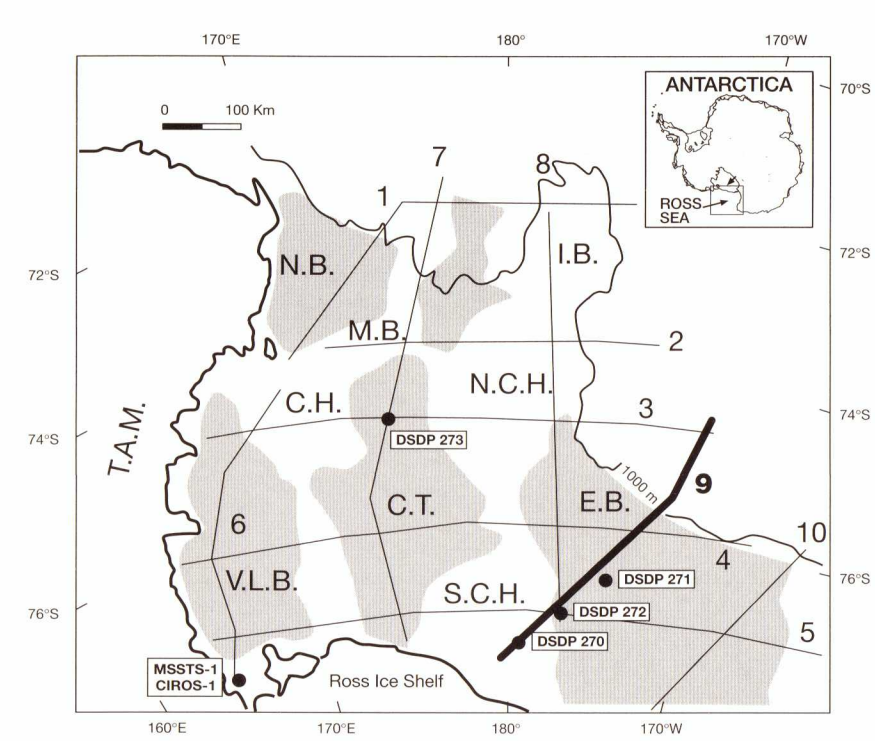 170°E 180° 170°W
ANTARCTICA
ROSS
SEA
70°S
0 100 Km
7
8
1
I.B.
72°S
N.B.
72°S
M.B.
2
N.C.H.
C.H.
3
74°S
DSDP 273
74°S
T.A.M.
1000 m
9
C.T.
E.B.
6
10
4
V.L.B.
DSDP 271
76°S
S.C.H.
DSDP 272
76°S
5
DSDP 270
MSSTS-1
CIROS-1
Ross Ice Shelf
160°E 170°E 180° 170°W